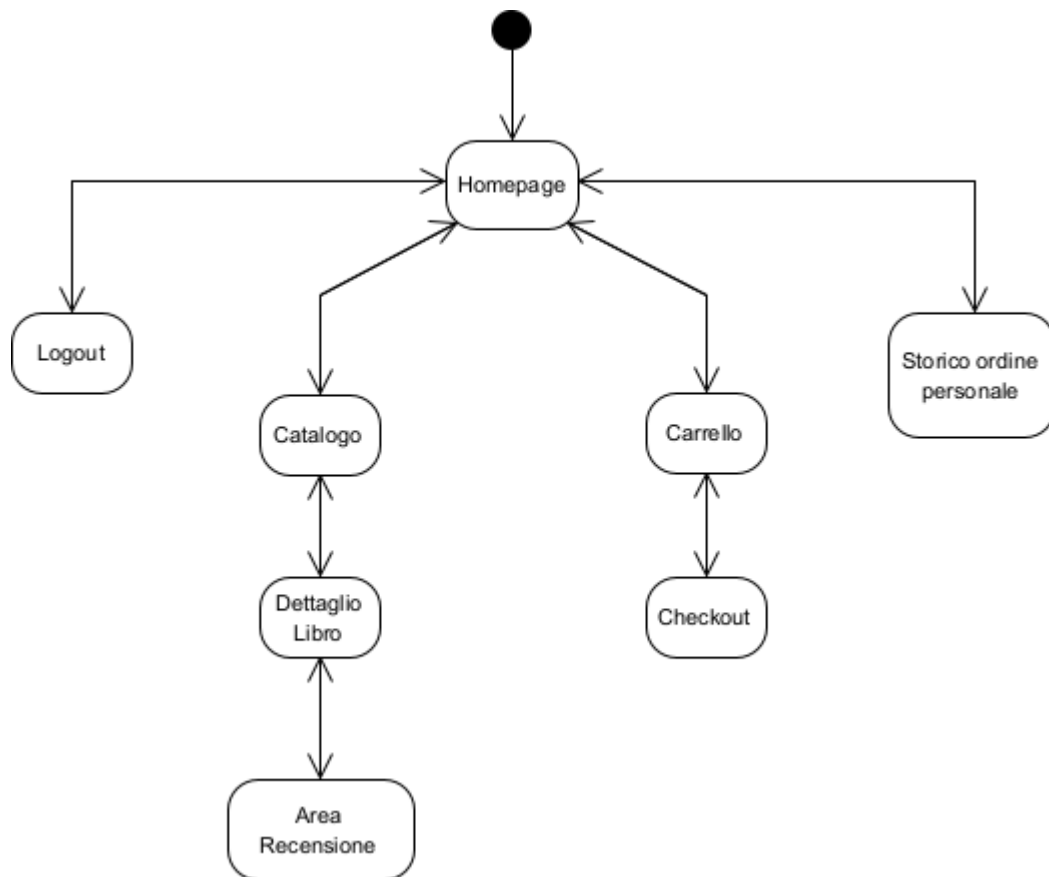 Homepage
Logout
Storico ordine
personale
Catalogo
Carrello
Dettaglio
Libro
Checkout
Area
Recensione